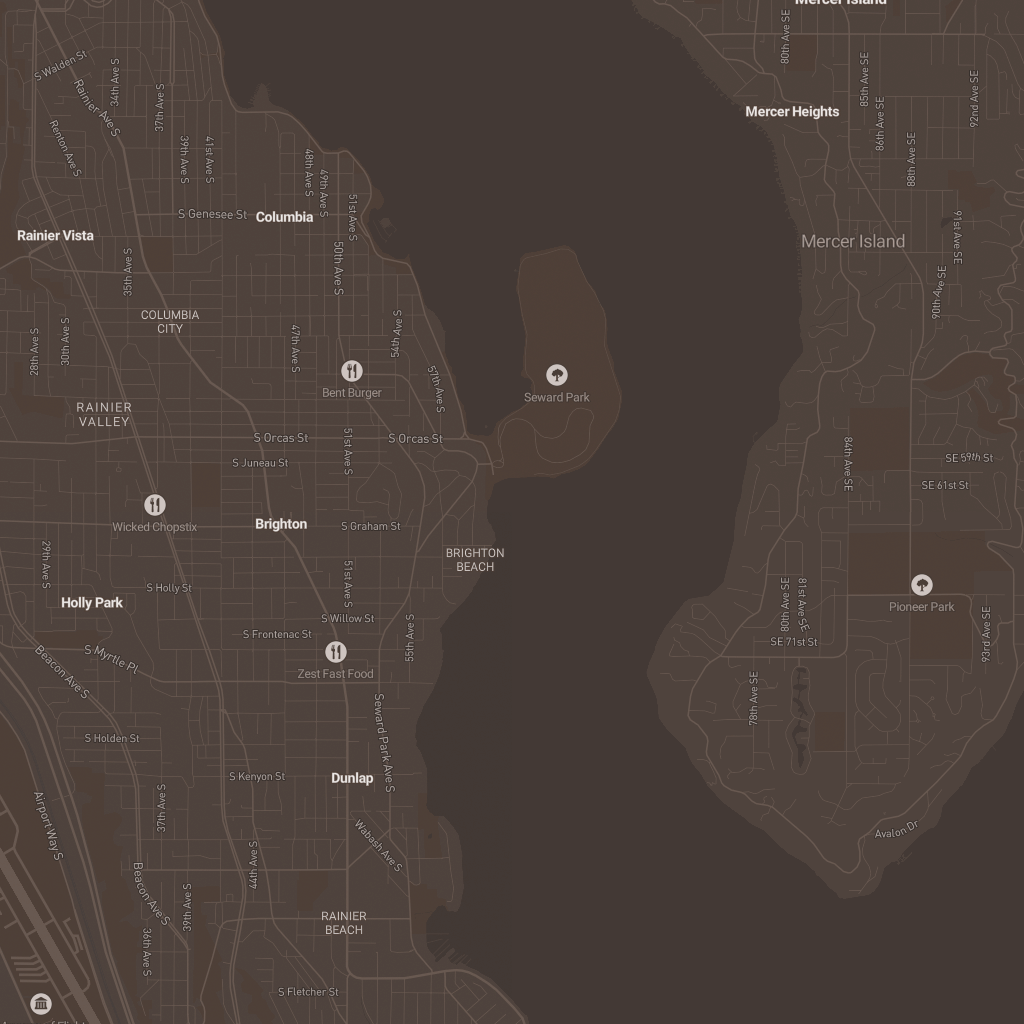 Mercer Island
80th Ave SE
S Walden St
34th Ave S
Rainier Ave S
37th Ave S
85th Ave SE
92nd Ave SE
Mercer Heights
86th Ave SE
Renton Ave S
39th Ave S
41st Ave S
88th Ave SE
48th Ave S
49th Ave S
51st Ave S
S Genesee St
Columbia
Rainier Vista
91st Ave SE
Mercer Island
35th Ave S
50th Ave S
90th Ave SE
COLUMBIA
CITY
28th Ave S
30th Ave S
47th Ave S
54th Ave S
57th Ave S
Bent Burger
Seward Park
RAINIER
VALLEY
S Orcas St
S Orcas St
51st Ave S
S Juneau St
84th Ave SE
SE 59th St
SE 61st St
Wicked Chopstix
Brighton
S Graham St
BRIGHTON
BEACH
29th Ave S
S Holly St
51st Ave S
Holly Park
80th Ave SE
81st Ave SE
Pioneer Park
S Willow St
S Frontenac St
55th Ave S
SE 71st St
93rd Ave SE
S Myrtle Pl
Beacon Ave S
Zest Fast Food
78th Ave SE
Seward Park Ave S
S Holden St
S Kenyon St
Dunlap
37th Ave S
Airport Way S
Wabash Ave S
Avalon Dr
44th Ave S
Beacon Ave S
39th Ave S
RAINIER
BEACH
36th Ave S
S Fletcher St